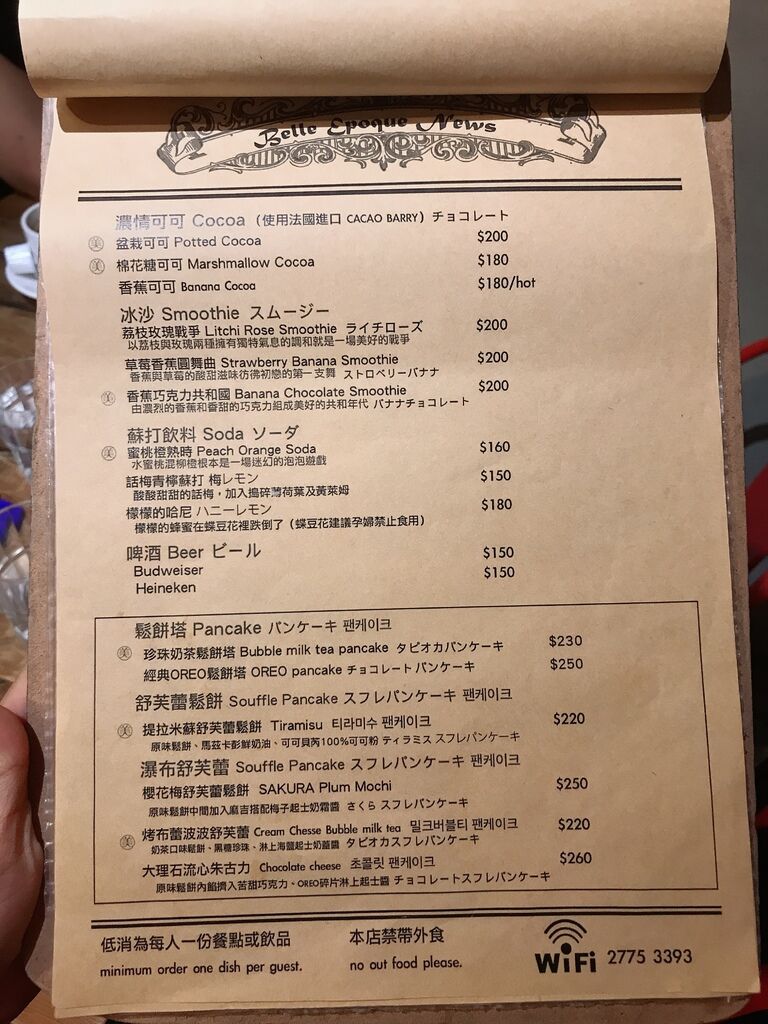 Belle Epoque News
濃情可可 Cocoa (使用法國進口 CACAO BARRY) チョコレート
美 盆栽可可 Potted Cocoa $200
美 棉花糖可可 Marshmallow Cocoa $180
香蕉可可 Banana Cocoa $180/hot
冰沙 Smoothie スムージー
荔枝玫瑰戰爭 Litchi Rose Smoothie ライチローズ $200
以荔枝與玫瑰兩種擁有獨特氣息的調和就是一場美好的戰爭
草莓香蕉圓舞曲 Strawberry Banana Smoothie $200
香蕉與草莓的酸甜滋味彷彿初戀的第一支舞 ストロベリーバナナ
美 香蕉巧克力共和國 Banana Chocolate Smoothie $200
由濃烈的香蕉和香甜的巧克力組成美好的共和年代 バナナチョコレート
蘇打飲料 Soda ソーダ
美 蜜桃橙熟時 Peach Orange Soda $160
水蜜桃混柳橙根本是一場迷幻的泡泡遊戲
話梅青檸蘇打 梅レモン $150
酸酸甜甜的話梅，加入搗碎薄荷葉及黃萊姆
檬檬的哈尼 ハニーレモン $180
檬檬的蜂蜜在蝶豆花裡跌倒了 (蝶豆花建議孕婦禁止食用)
啤酒 Beer ビール $150
Budweiser $150
Heineken
鬆餅塔 Pancake パンケーキ 팬케이크
美 珍珠奶茶鬆餅塔 Bubble milk tea pancake タピオカパンケーキ $230
經典OREO鬆餅塔 OREO pancake チョコレートパンケーキ $250
舒芙蕾鬆餅 Souffle Pancake スフレパンケーキ 팬케이크
美 提拉米蘇舒芙蕾鬆餅 Tiramisu 티라미수 팬케이크 $220
原味鬆餅、馬茲卡彭鮮奶油、可可貝芮100%可可粉 ティラミス スフレパンケーキ
瀑布舒芙蕾 Souffle Pancake スフレパンケーキ 팬케이크
櫻花梅舒芙蕾鬆餅 SAKURA Plum Mochi $250
原味鬆餅中間加入麻吉搭配梅子起士奶霜醬 さくら スフレパンケーキ
美 烤布蕾波波舒芙蕾 Cream Chesse Bubble milk tea 밀크버블티 팬케이크 $220
奶茶口味鬆餅、黑糖珍珠、淋上海鹽起士奶蓋醬 タピオカスフレパンケーキ
大理石流心朱古力 Chocolate cheese 초콜릿 팬케이크 $260
原味鬆餅內餡擠入苦甜巧克力、OREO碎片淋上起士醬 チョコレートスフレパンケーキ
低消為每人一份餐點或飲品
minimum order one dish per guest.
本店禁帶外食
no out food please.
WiFi 2775 3393